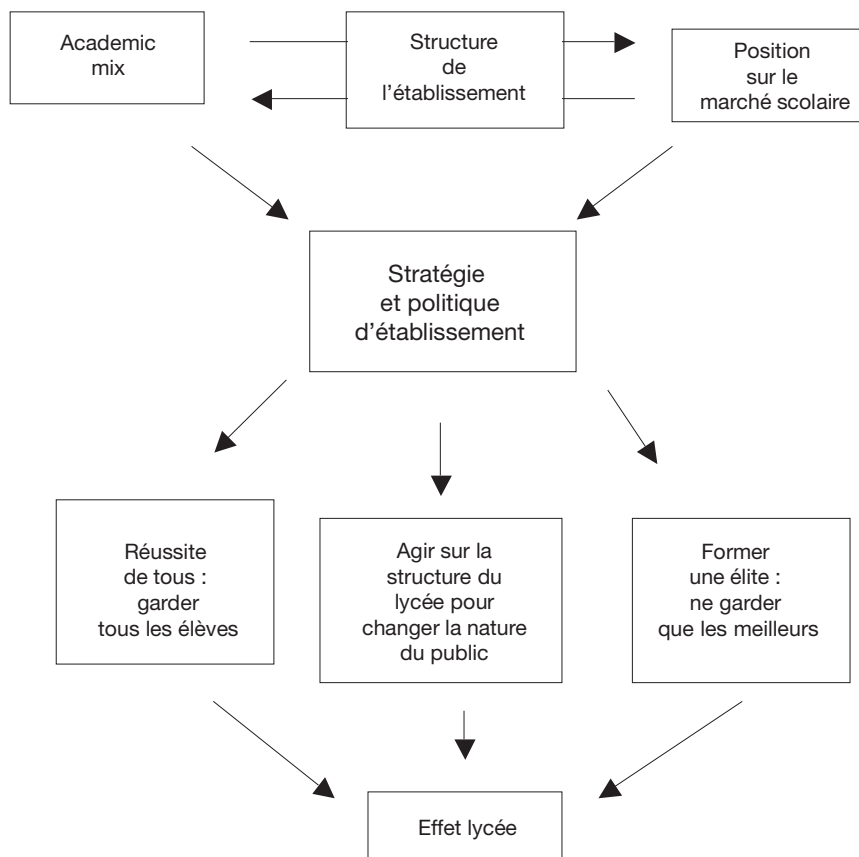 Academic
mix
Structure
de
l'établissement
Position
sur le
marché scolaire
Stratégie
et politique
d'établissement
Réussite
de tous :
garder
tous les élèves
Agir sur la
structure du
lycée pour
changer la nature
du public
Former
une élite :
ne garder
que les meilleurs
Effet lycée